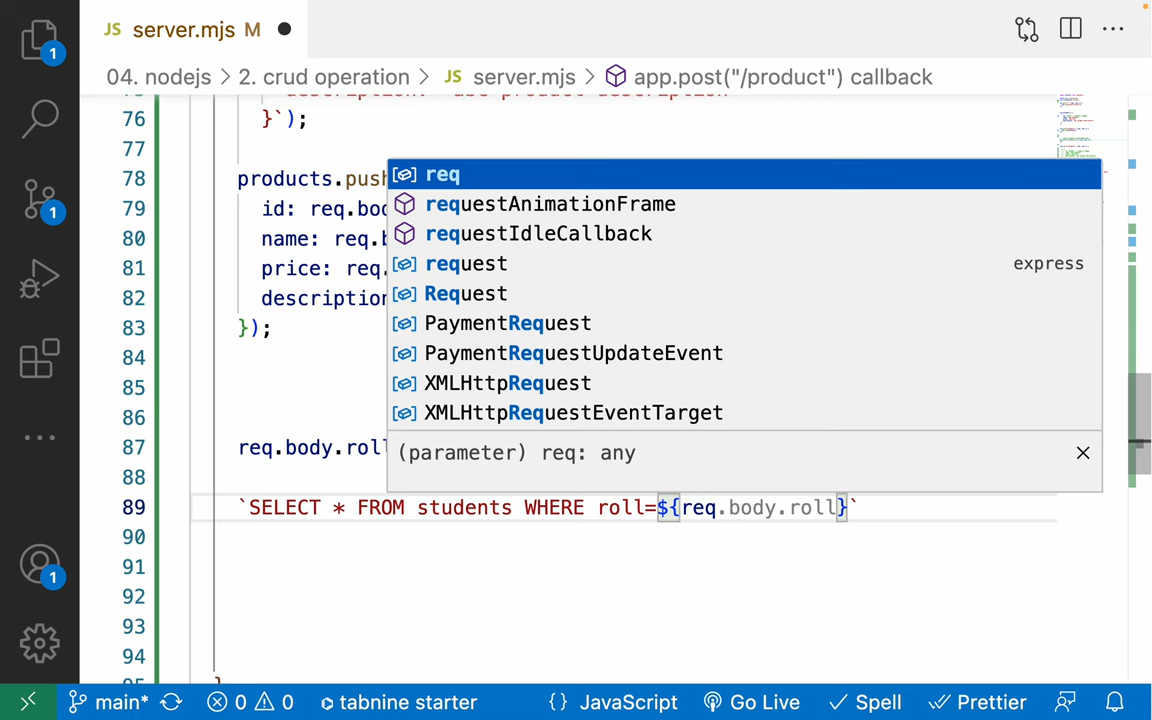 JS server.mjs M
04. nodejs > 2. crud operation > JS server.mjs > app.post("/product") callback
76 }`);
77
78 products.push
79 id: req.bod
80 name: req.b
81 price: req.
82 description
83 });
84
85
86
87 req.body.roll
88
89 `SELECT * FROM students WHERE roll=${req.body.roll}`
90
91
92
93
94
req
requestAnimationFrame
requestIdleCallback
request express
Request
PaymentRequest
PaymentRequestUpdateEvent
XMLHttpRequest
XMLHttpRequestEventTarget
(parameter) req: any
1
1
1
main* 0 0 tabnine starter {} JavaScript Go Live Spell Prettier